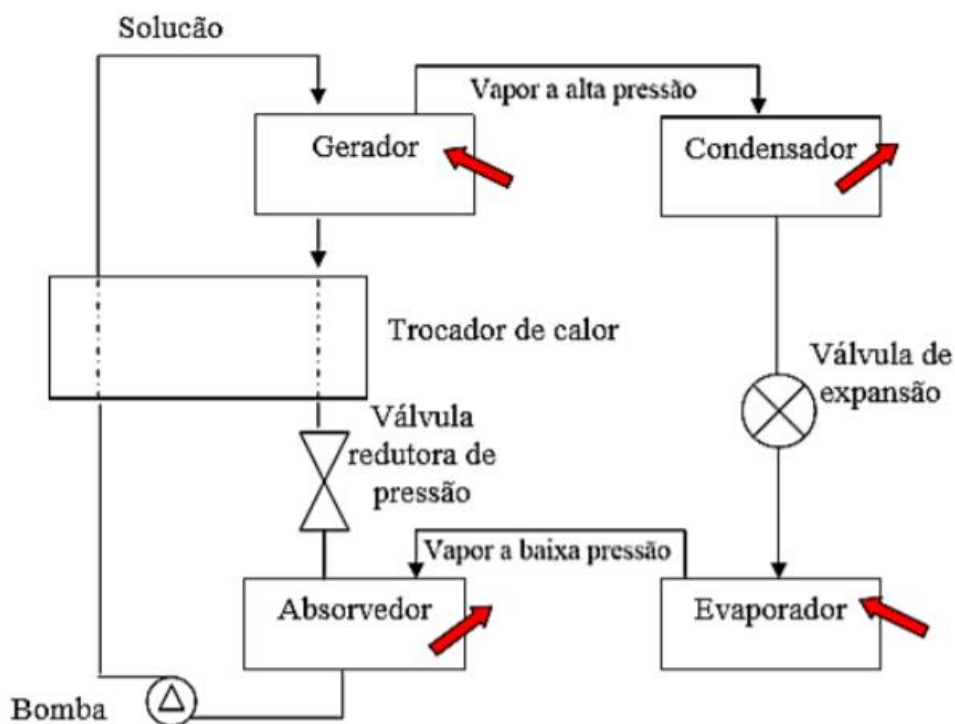 Solucão
Vapor a alta pressão
Gerador
Condensador
Trocador de calor
Válvula de
expansão
Válvula
redutora de
pressão
Vapor a baixa pressão
Absorvedor
Evaporador
Bomba